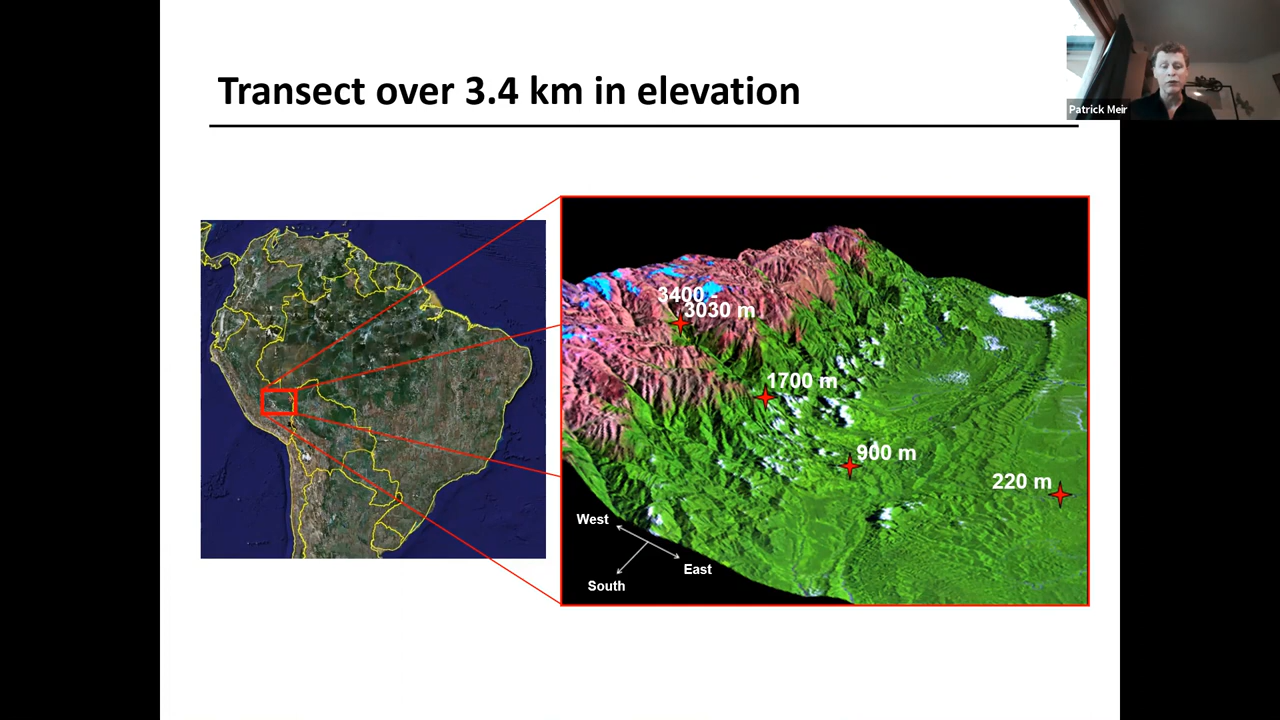 Transect over 3.4 km in elevation
Patrick Meir
3400 -
3030 m
1700 m
900 m
220 m
West
East
South